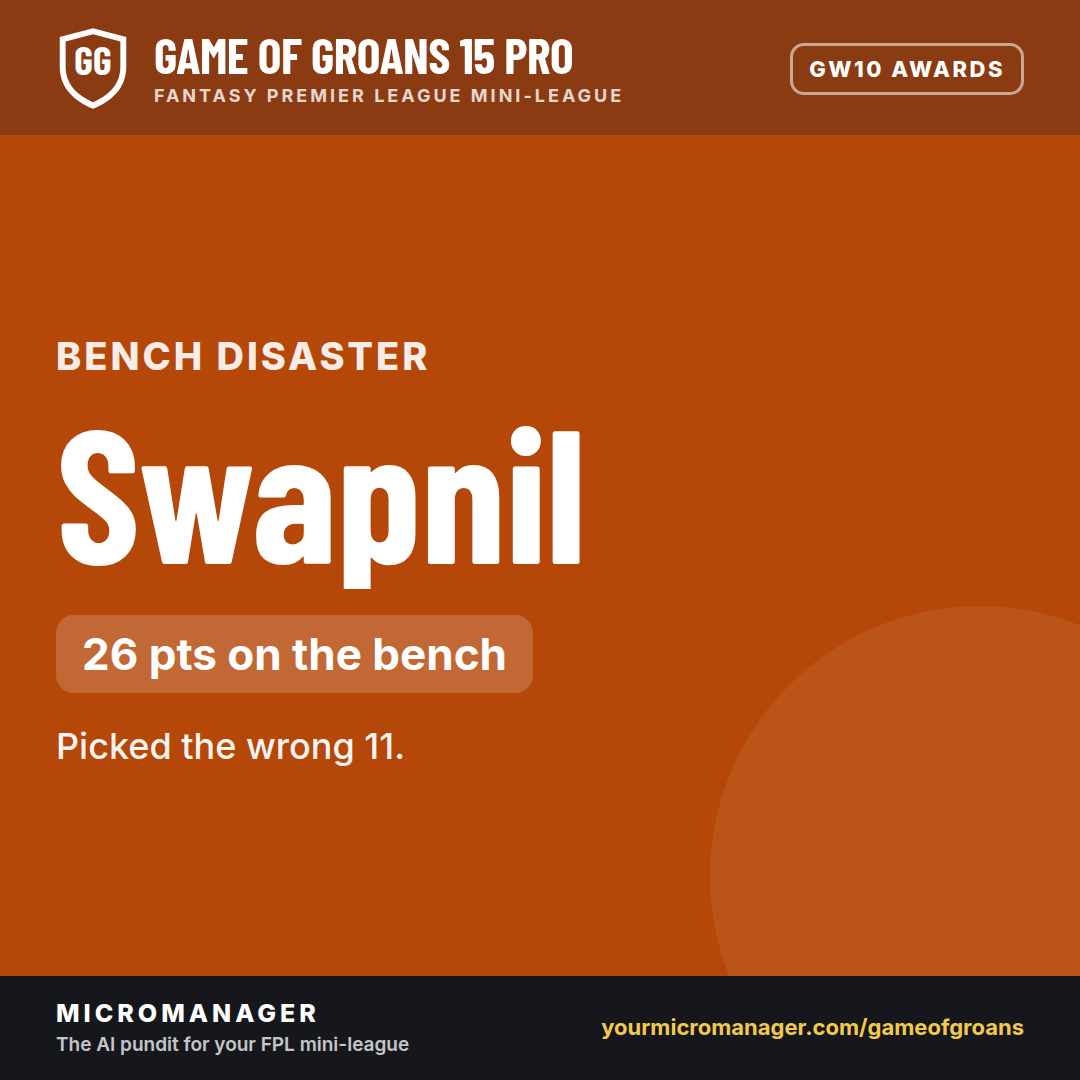 GG
GAME OF GROANS 15 PRO
FANTASY PREMIER LEAGUE MINI-LEAGUE
GW10 AWARDS
BENCH DISASTER
Swapnil
26 pts on the bench
Picked the wrong 11.
MICROMANAGER
The AI pundit for your FPL mini-league
yourmicromanager.com/gameofgroans